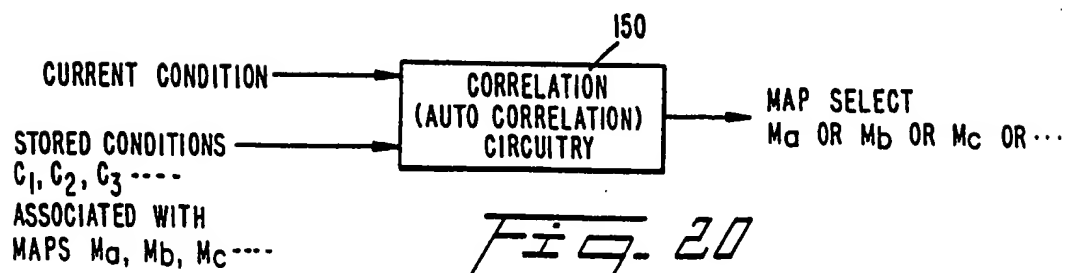 150
CURRENT CONDITION
CORRELATION
(AUTO CORRELATION)
CIRCUITRY
MAP SELECT
Ma OR Mb OR Mc OR ···
STORED CONDITIONS
C₁, C₂, C₃ ----
ASSOCIATED WITH
MAPS Ma, Mb, Mc ----
Fig. 20